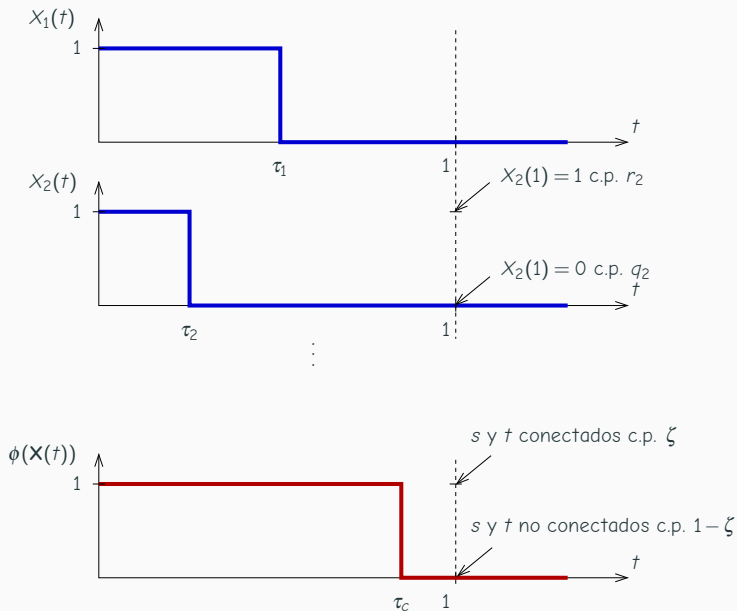 X₁(t)
1
t
τ₁
1
X₂(1) = 1 c.p. r₂
X₂(t)
1
X₂(1) = 0 c.p. q₂
t
τ₂
1
⋮
s y t conectados c.p. ζ
ϕ(X(t))
1
s y t no conectados c.p. 1 − ζ
t
τ_c
1